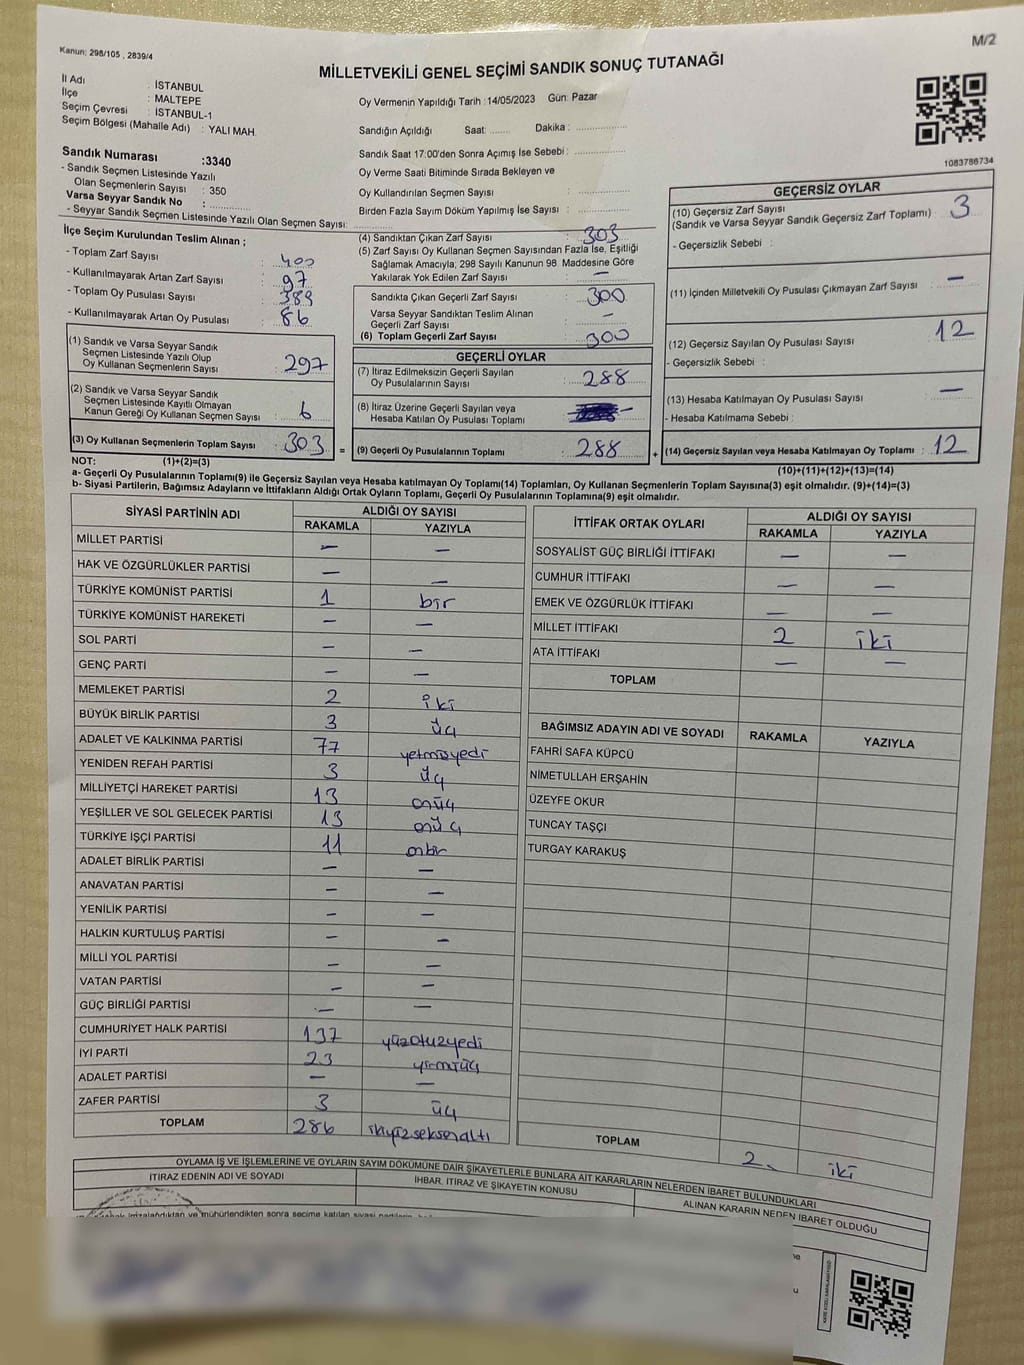 M/2
Kanun: 298/105 , 2839/4
MİLLETVEKİLİ GENEL SEÇİMİ SANDIK SONUÇ TUTANAĞI
İl Adı : İSTANBUL
İlçe : MALTEPE
Seçim Çevresi : İSTANBUL-1
Seçim Bölgesi (Mahalle Adı) : YALI MAH.
Sandık Numarası :3340
- Sandık Seçmen Listesinde Yazılı
Olan Seçmenlerin Sayısı : 350
Varsa Seyyar Sandık No :
- Seyyar Sandık Seçmen Listesinde Yazılı Olan Seçmen Sayısı:
Oy Vermenin Yapıldığı Tarih :14/05/2023 Gün: Pazar
Sandığın Açıldığı Saat: Dakika :
Sandık Saat 17:00'den Sonra Açımış İse Sebebi :
Oy Verme Saati Bitiminde Sırada Bekleyen ve
Oy Kullandırılan Seçmen Sayısı :
Birden Fazla Sayım Döküm Yapılmış İse Sayısı :
1083786734
İlçe Seçim Kurulundan Teslim Alınan ;
- Toplam Zarf Sayısı : 400
- Kullanılmayarak Artan Zarf Sayısı : 97
- Toplam Oy Pusulası Sayısı : 389
- Kullanılmayarak Artan Oy Pusulası : 86
(1) Sandık ve Varsa Seyyar Sandık
Seçmen Listesinde Yazılı Olup
Oy Kullanan Seçmenlerin Sayısı : 297
(2) Sandık ve Varsa Seyyar Sandık
Seçmen Listesinde Kayıtlı Olmayan
Kanun Gereği Oy Kullanan Seçmen Sayısı : 6
(3) Oy Kullanan Seçmenlerin Toplam Sayısı : 303 =
(4) Sandıktan Çıkan Zarf Sayısı : 303
(5) Zarf Sayısı Oy Kullanan Seçmen Sayısından Fazla İse, Eşitliği
Sağlamak Amacıyla, 298 Sayılı Kanunun 98. Maddesine Göre
Yakılarak Yok Edilen Zarf Sayısı : —
Sandıkta Çıkan Geçerli Zarf Sayısı : 300
Varsa Seyyar Sandıktan Teslim Alınan
Geçerli Zarf Sayısı : —
(6) Toplam Geçerli Zarf Sayısı : 300
GEÇERLİ OYLAR
(7) İtiraz Edilmeksizin Geçerli Sayılan
Oy Pusulalarının Sayısı : 288
(8) İtiraz Üzerine Geçerli Sayılan veya
Hesaba Katılan Oy Pusulaları Toplamı : —
(9) Geçerli Oy Pusulalarının Toplamı : 288 +
GEÇERSİZ OYLAR
(10) Geçersiz Zarf Sayısı
(Sandık ve Varsa Seyyar Sandık Geçersiz Zarf Toplamı) : 3
- Geçersizlik Sebebi :
(11) İçinden Milletvekili Oy Pusulası Çıkmayan Zarf Sayısı : —
(12) Geçersiz Sayılan Oy Pusulası Sayısı : 12
- Geçersizlik Sebebi :
(13) Hesaba Katılmayan Oy Pusulası Sayısı : —
- Hesaba Katılmama Sebebi :
(14) Geçersiz Sayılan veya Hesaba Katılmayan Oy Toplamı : 12
NOT: (1)+(2)=(3)
(10)+(11)+(12)+(13)=(14)
a- Geçerli Oy Pusulalarının Toplamı(9) ile Geçersiz Sayılan veya Hesaba Katılmayan Oy Toplamı(14) Toplamları, Oy Kullanan Seçmenlerin Toplam Sayısına(3) eşit olmalıdır. (9)+(14)=(3)
b- Siyasi Partilerin, Bağımsız Adayların ve İttifakların Aldığı Ortak Oyların Toplamı, Geçerli Oy Pusulalarının Toplamına(9) eşit olmalıdır.
SİYASİ PARTİNİN ADI ALDIĞI OY SAYISI
RAKAMLA YAZIYLA
MİLLET PARTİSİ — —
HAK VE ÖZGÜRLÜKLER PARTİSİ — —
TÜRKİYE KOMÜNİST PARTİSİ 1 bir
TÜRKİYE KOMÜNİST HAREKETİ — —
SOL PARTİ — —
GENÇ PARTİ — —
MEMLEKET PARTİSİ 2 iki
BÜYÜK BİRLİK PARTİSİ 3 üç
ADALET VE KALKINMA PARTİSİ 77 yetmişyedi
YENİDEN REFAH PARTİSİ 3 üç
MİLLİYETÇİ HAREKET PARTİSİ 13 onüç
YEŞİLLER VE SOL GELECEK PARTİSİ 13 onüç
TÜRKİYE İŞÇİ PARTİSİ 11 onbir
ADALET BİRLİK PARTİSİ — —
ANAVATAN PARTİSİ — —
YENİLİK PARTİSİ — —
HALKIN KURTULUŞ PARTİSİ — —
MİLLİ YOL PARTİSİ — —
VATAN PARTİSİ — —
GÜÇ BİRLİĞİ PARTİSİ — —
CUMHURİYET HALK PARTİSİ 137 yüzotuzyedi
İYİ PARTİ 23 yirmiüç
ADALET PARTİSİ — —
ZAFER PARTİSİ 3 üç
TOPLAM 286 ikiyüzseksenaltı
İTTİFAK ORTAK OYLARI ALDIĞI OY SAYISI
RAKAMLA YAZIYLA
SOSYALİST GÜÇ BİRLİĞİ İTTİFAKI — —
CUMHUR İTTİFAKI — —
EMEK VE ÖZGÜRLÜK İTTİFAKI — —
MİLLET İTTİFAKI 2 iki
ATA İTTİFAKI — —
TOPLAM
BAĞIMSIZ ADAYIN ADI VE SOYADI RAKAMLA YAZIYLA
FAHRİ SAFA KÜPCÜ
NİMETULLAH ERŞAHİN
ÜZEYFE OKUR
TUNCAY TAŞÇI
TURGAY KARAKUŞ
TOPLAM 2 iki
OYLAMA İŞ VE İŞLEMLERİNE VE OYLARIN SAYIM DÖKÜMÜNE DAİR ŞİKAYETLERLE BUNLARA AİT KARARLARIN NELERDEN İBARET BULUNDUKLARI
İTİRAZ EDENİN ADI VE SOYADI İHBAR, İTİRAZ VE ŞİKAYETİN KONUSU ALINAN KARARIN NEDEN İBARET OLDUĞU
imzalandıktan ve mühürlendikten sonra seçime katılan siyasi